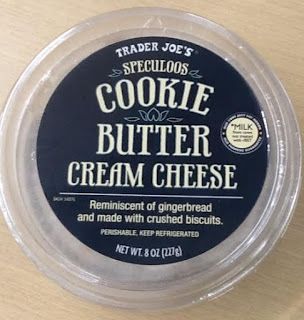 TRADER JOE'S®
SPECULOOS
COOKIE
BUTTER
CREAM CHEESE
*MILK
Reminiscent of gingerbread
and made with crushed biscuits.
PERISHABLE, KEEP REFRIGERATED
NET WT. 8 OZ (227g)